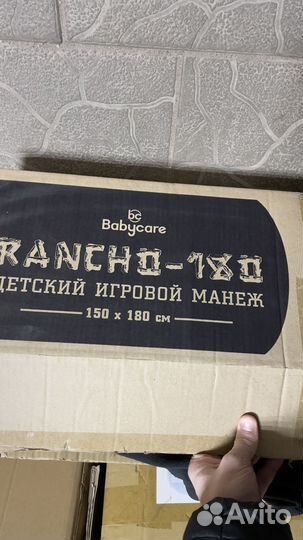 bc
Babycare
RANCHO-180
ДЕТСКИЙ ИГРОВОЙ МАНЕЖ
150 x 180 см
Avito